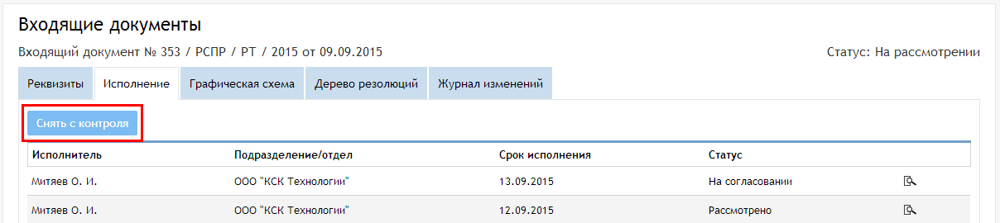 Входящие документы
Входящий документ № 353 / РСПР / РТ / 2015 от 09.09.2015 Статус: На рассмотрении
Реквизиты Исполнение Графическая схема Дерево резолюций Журнал изменений
Снять с контроля
Исполнитель Подразделение/отдел Срок исполнения Статус
Митяев О. И. ООО "КСК Технологии" 13.09.2015 На согласовании
Митяев О. И. ООО "КСК Технологии" 12.09.2015 Рассмотрено